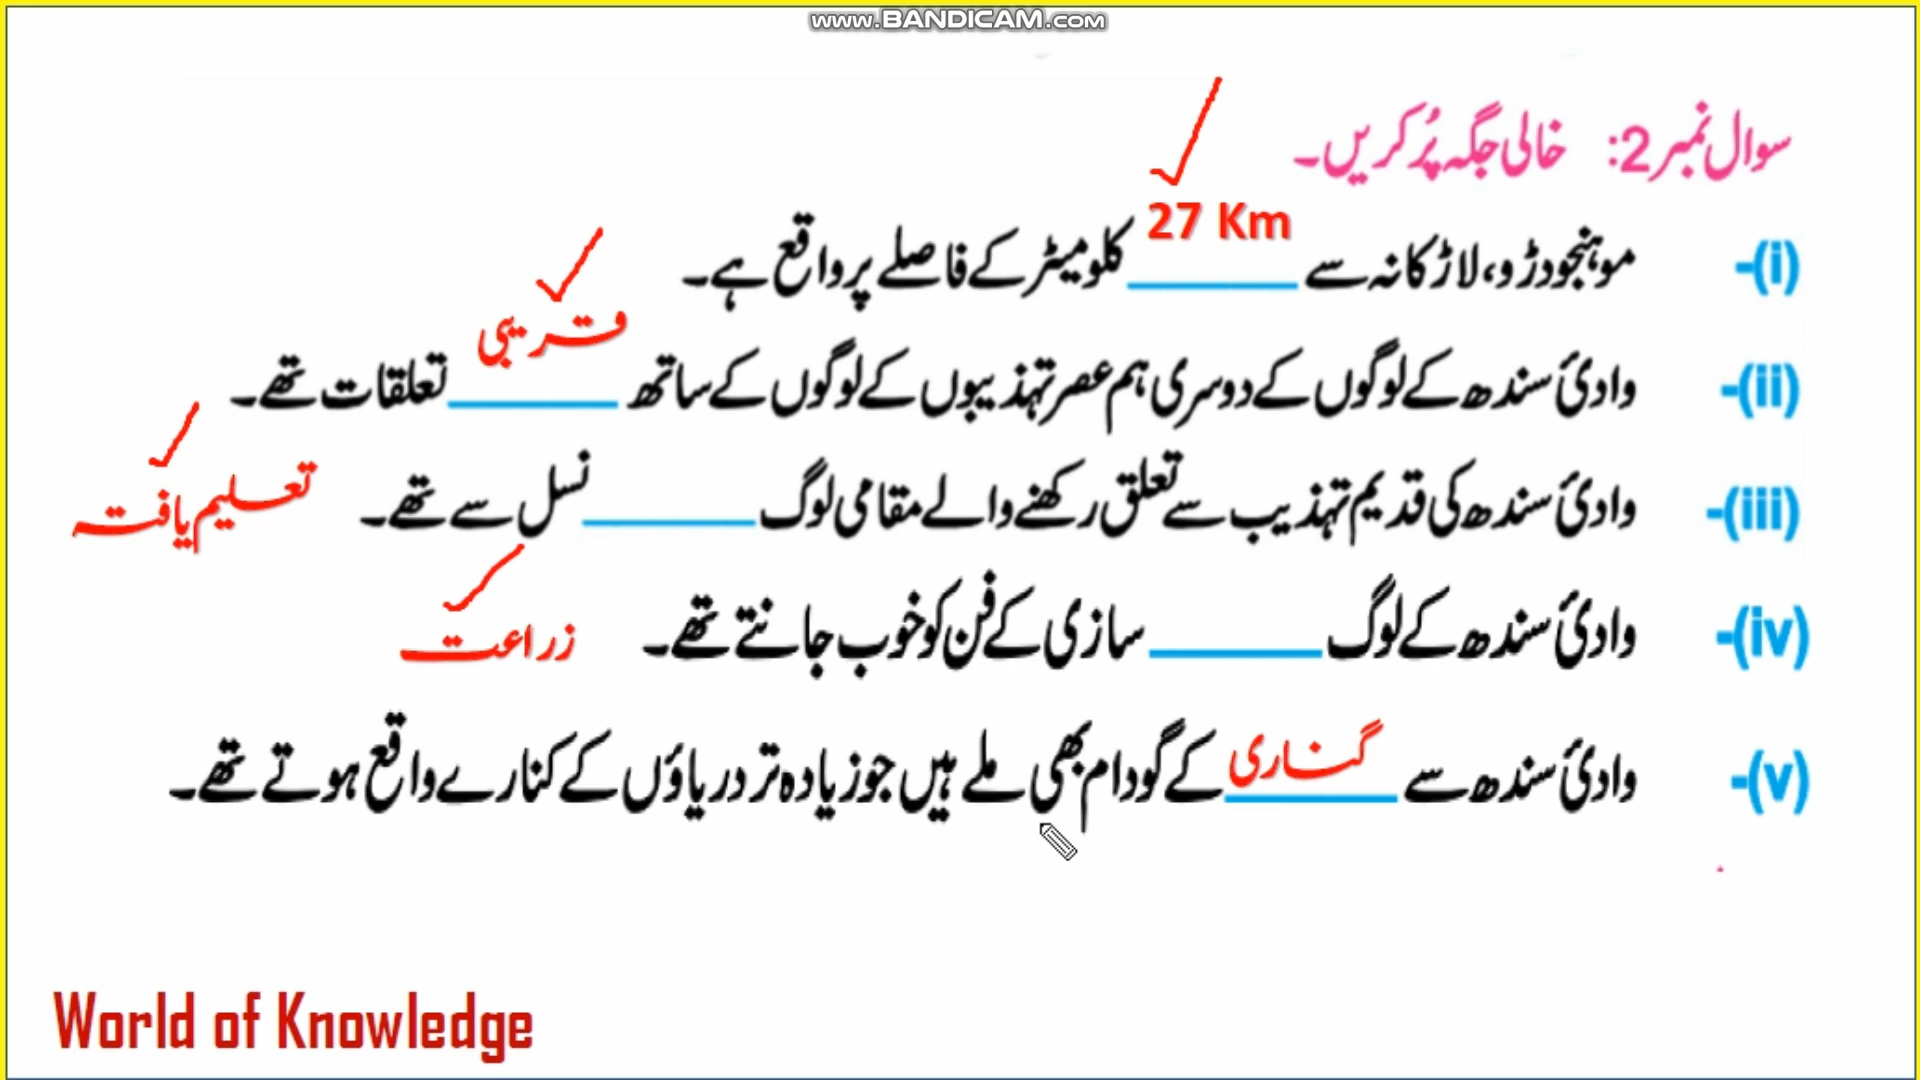 www.BANDICAM.com
سوال نمبر 2: خالی جگہ پُر کریں۔
(i)- موہنجودڑو، لاڑکانہ سے 27 Km کلومیٹر کے فاصلے پر واقع ہے۔
(ii)- وادیٔ سندھ کے لوگوں کے دوسری ہم عصر تہذیبوں کے لوگوں کے ساتھ قریبی تعلقات تھے۔
(iii)- وادیٔ سندھ کی قدیم تہذیب سے تعلق رکھنے والے مقامی لوگ ______ نسل سے تھے۔ تعلیم یافتہ
(iv)- وادیٔ سندھ کے لوگ ______ سازی کے فن کو خوب جانتے تھے۔ زراعت
(v)- وادیٔ سندھ سے گناری کے گودام بھی ملے ہیں جو زیادہ تر دریاؤں کے کنارے واقع ہوتے تھے۔
World of Knowledge